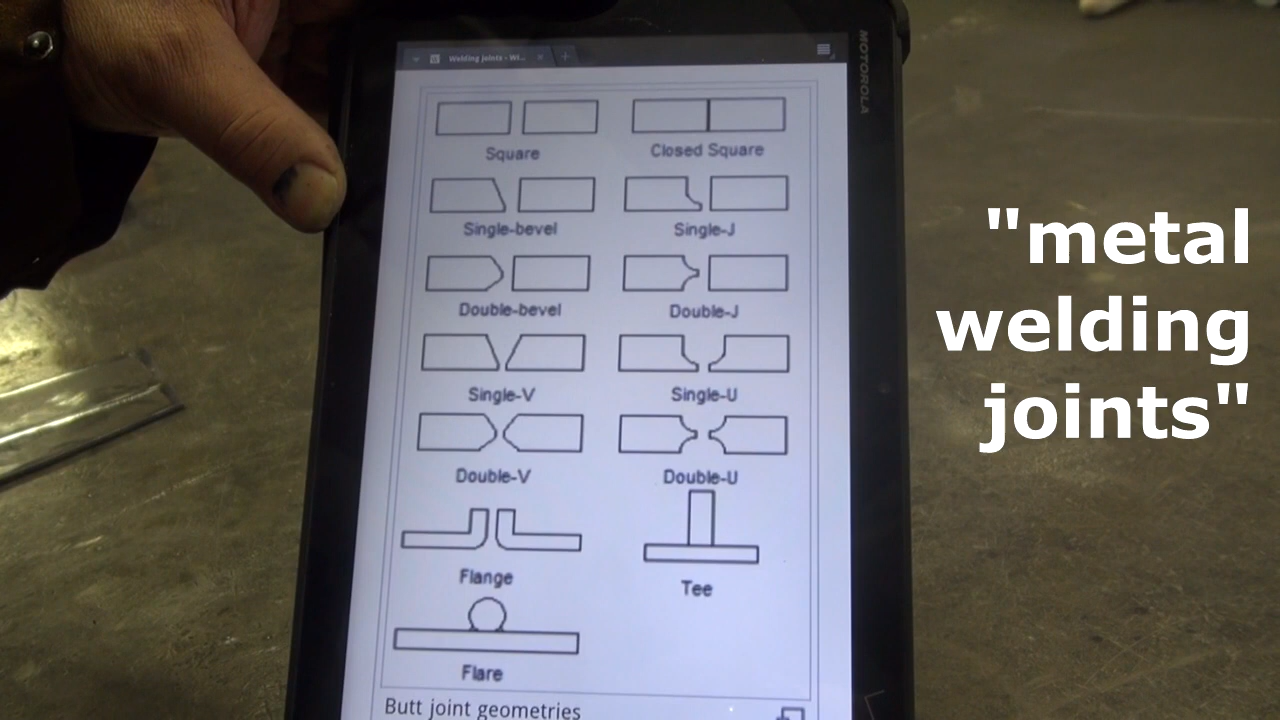 Welding joints - Wi...
MOTOROLA
Square
Closed Square
Single-bevel
Single-J
Double-bevel
Double-J
Single-V
Single-U
Double-V
Double-U
Flange
Tee
Flare
Butt joint geometries
"metal
welding
joints"